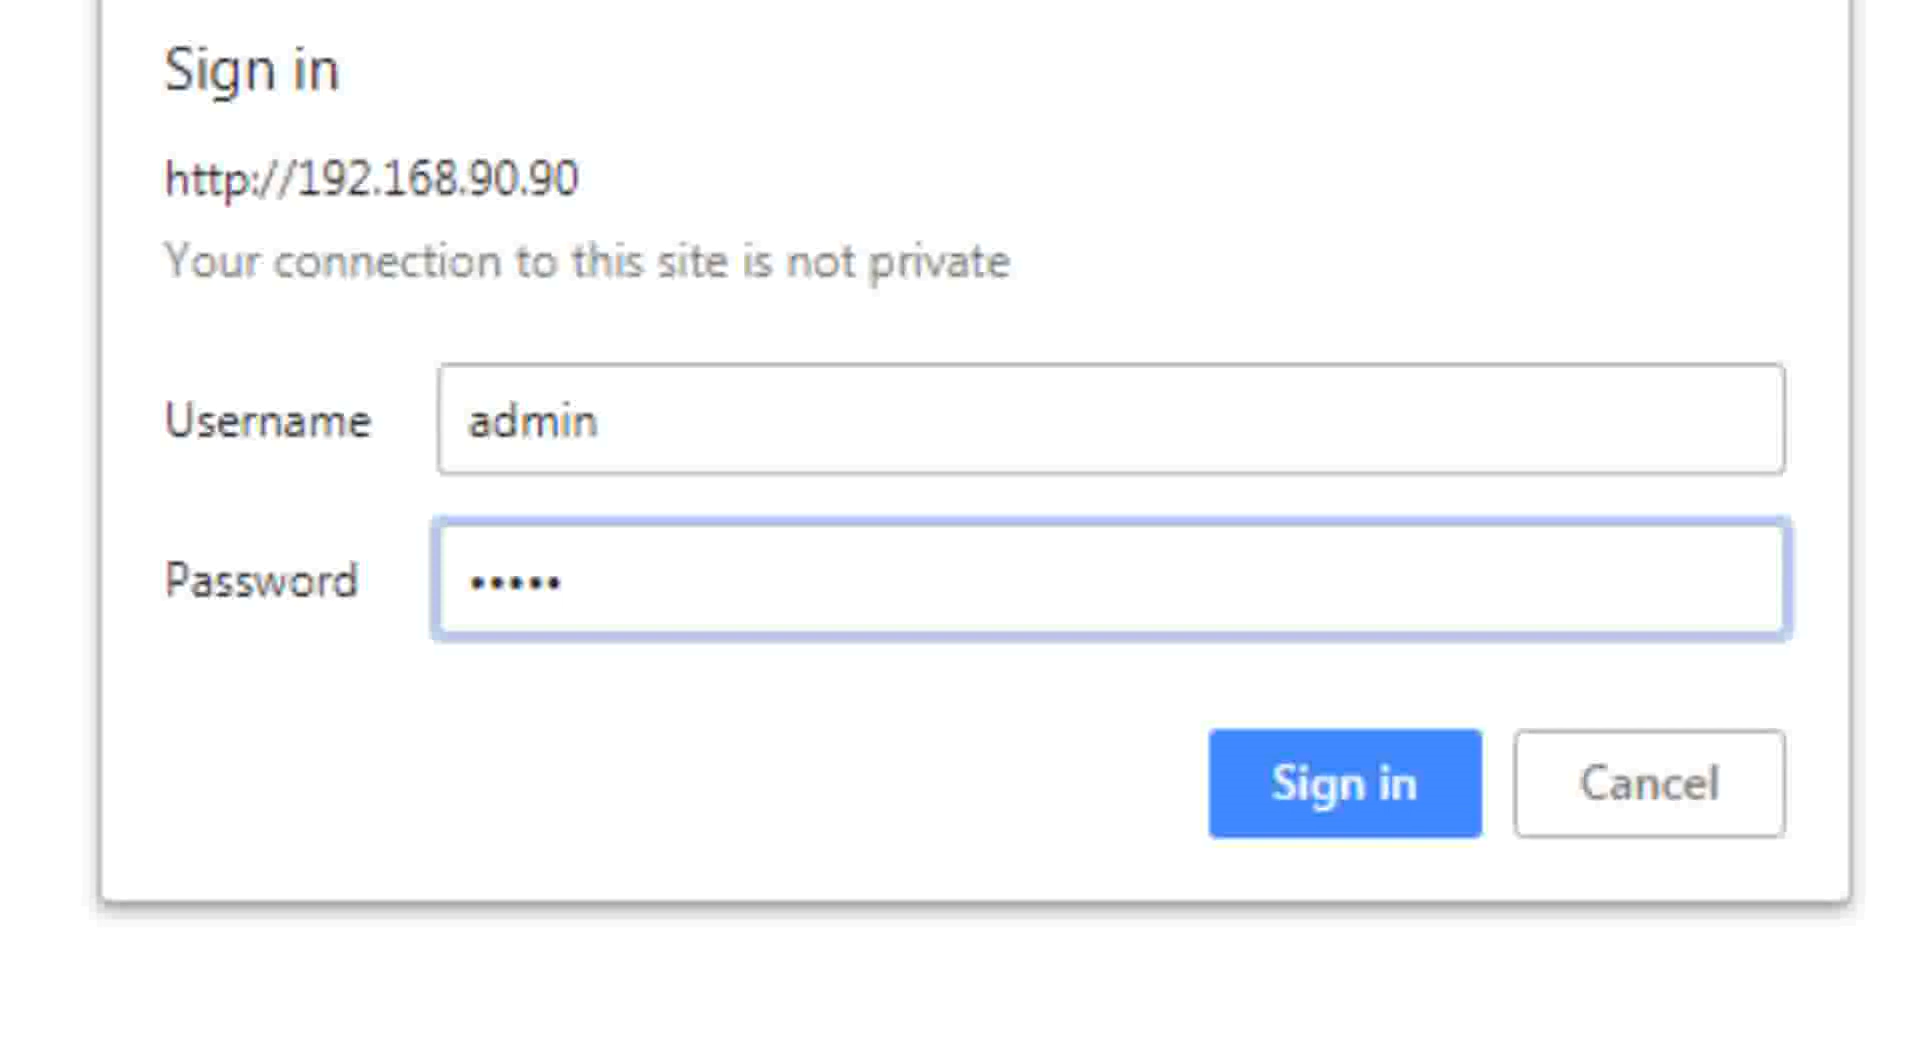 Sign in
http://192.168.90.90
Your connection to this site is not private
Username admin
Password •••••
Sign in Cancel